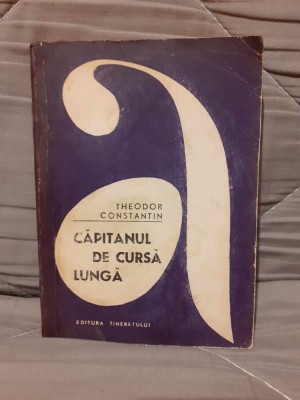 THEODOR
CONSTANTIN
CĂPITANUL
DE CURSĂ
LUNGĂ
EDITURA TINERETULUI